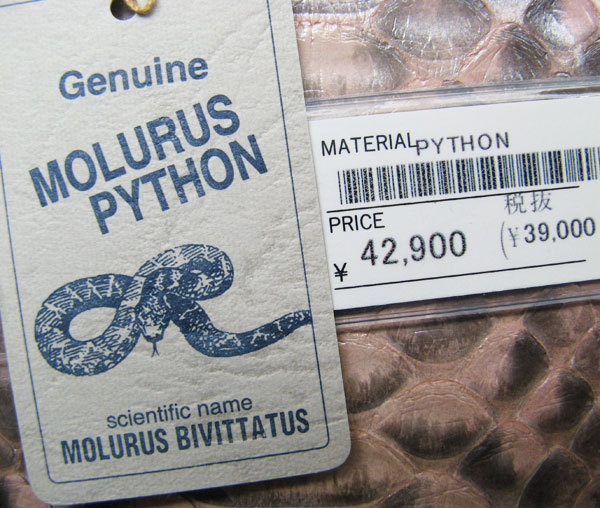 Genuine
MOLURUS
PYTHON
scientific name
MOLURUS BIVITTATUS
MATERIAL PYTHON
PRICE 税抜
¥ 42,900 (¥39,000